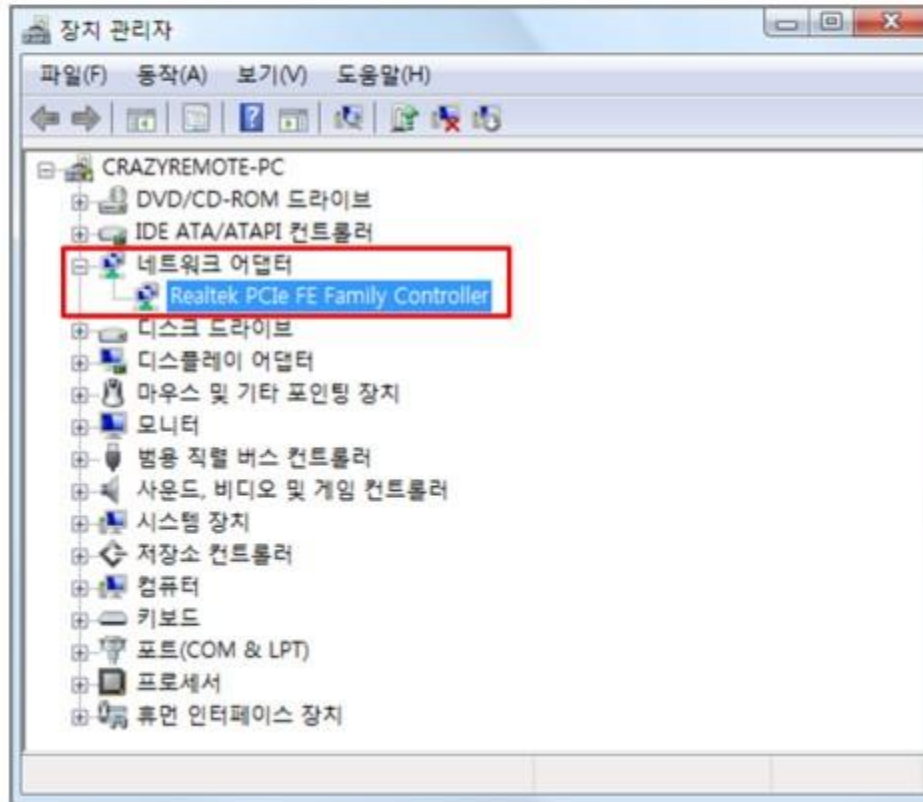 장치 관리자
파일(F) 동작(A) 보기(V) 도움말(H)
CRAZYREMOTE-PC
DVD/CD-ROM 드라이브
IDE ATA/ATAPI 컨트롤러
네트워크 어댑터
Realtek PCIe FE Family Controller
디스크 드라이브
디스플레이 어댑터
마우스 및 기타 포인팅 장치
모니터
범용 직렬 버스 컨트롤러
사운드, 비디오 및 게임 컨트롤러
시스템 장치
저장소 컨트롤러
컴퓨터
키보드
포트(COM & LPT)
프로세서
휴먼 인터페이스 장치